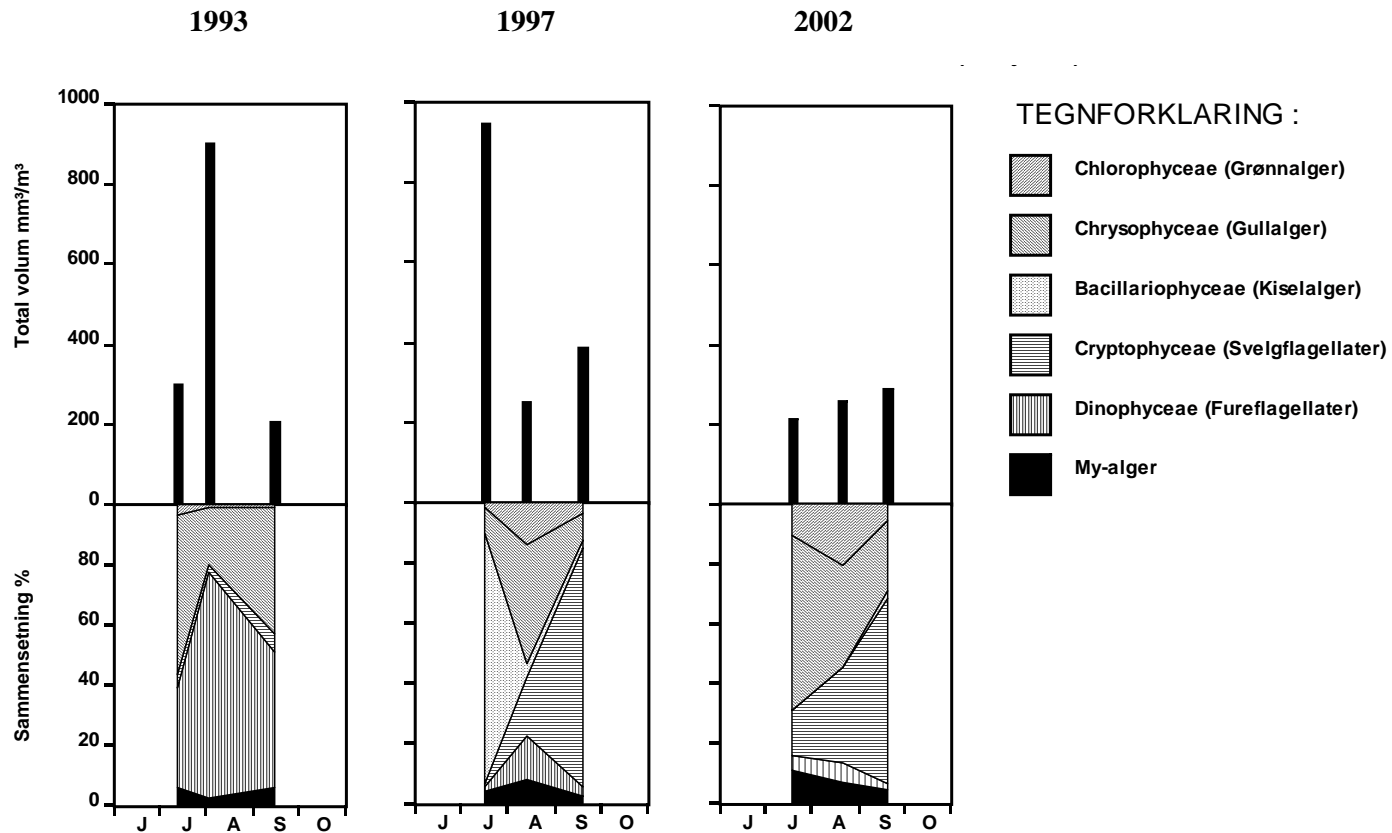 1993 1997 2002
TEGNFORKLARING :
Chlorophyceae (Grønnalger)
Chrysophyceae (Gullalger)
Bacillariophyceae (Kiselalger)
Cryptophyceae (Svelgflagellater)
Dinophyceae (Fureflagellater)
My-alger
Total volum mm³/m³
1000
800
600
400
200
0
Sammensetning %
80
60
40
20
0
J J A S O J J A S O J J A S O